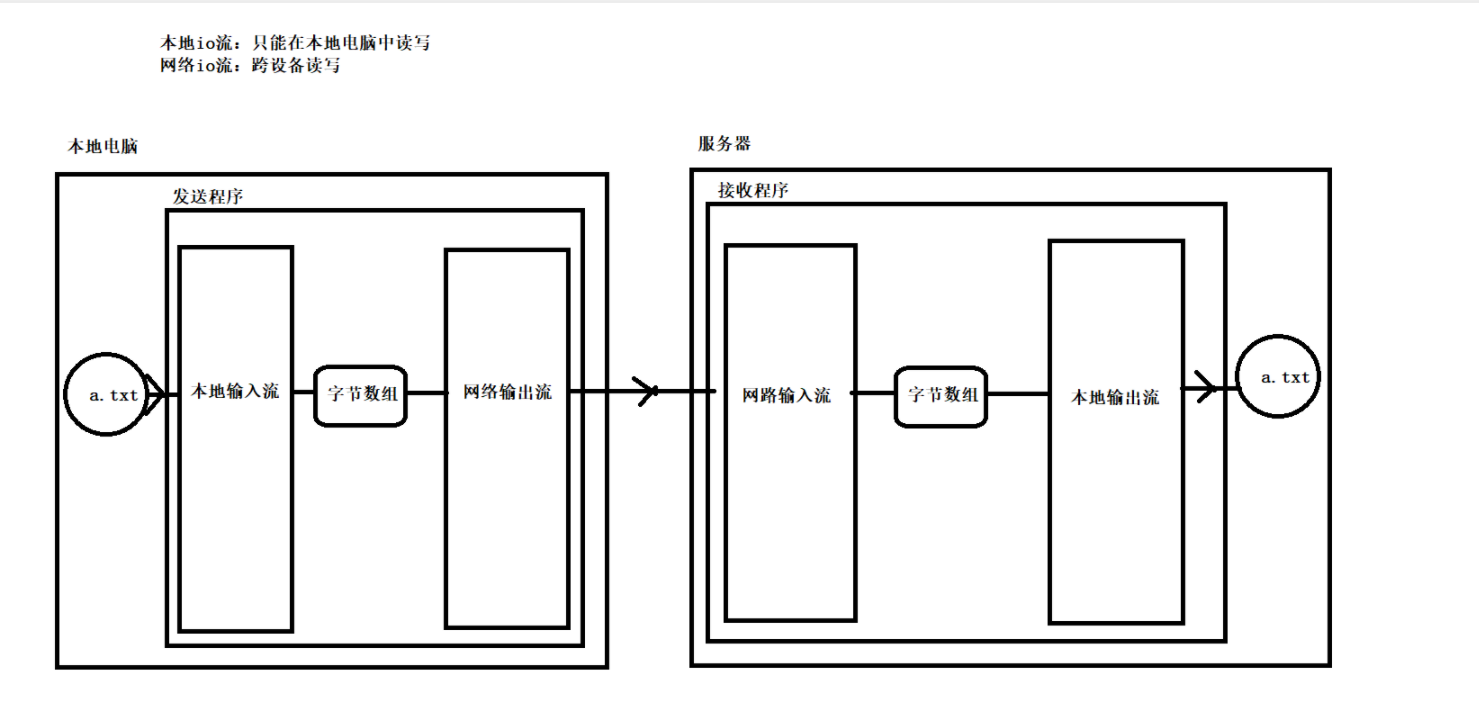 本地io流：只能在本地电脑中读写
网络io流：跨设备读写
本地电脑
服务器
发送程序
接收程序
a.txt
本地输入流
字节数组
网络输出流
网路输入流
字节数组
本地输出流
a.txt